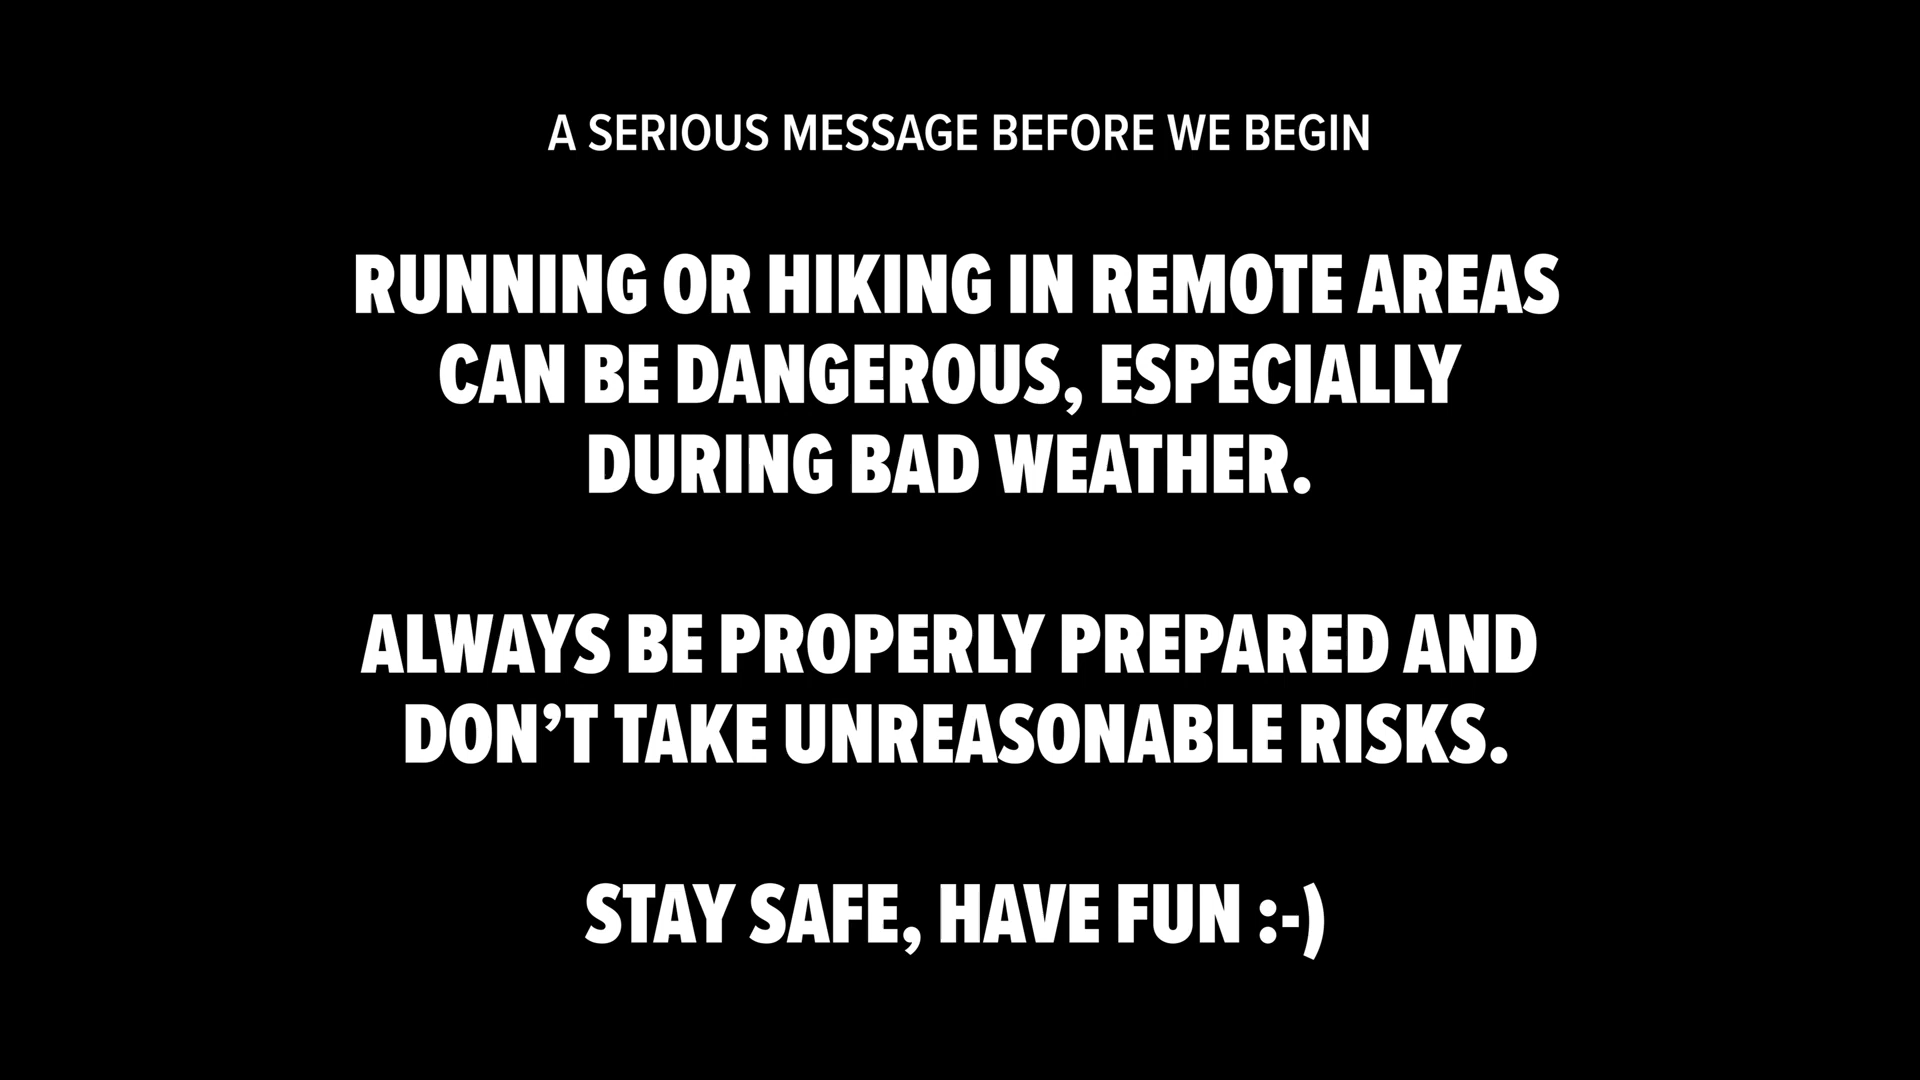 A SERIOUS MESSAGE BEFORE WE BEGIN
RUNNING OR HIKING IN REMOTE AREAS
CAN BE DANGEROUS, ESPECIALLY
DURING BAD WEATHER.
ALWAYS BE PROPERLY PREPARED AND
DON’T TAKE UNREASONABLE RISKS.
STAY SAFE, HAVE FUN :-)